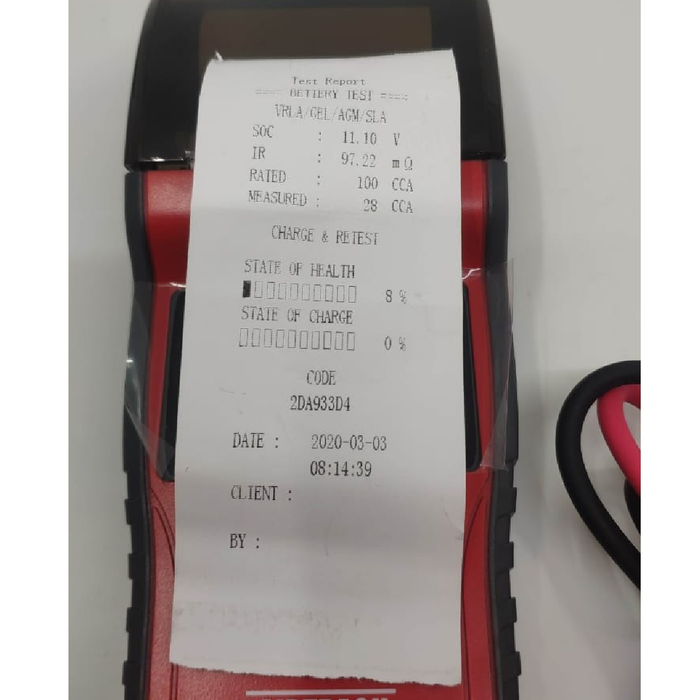 Test Report
==== BETTERY TEST ====
VRLA/GEL/AGM/SLA
SOC : 11.10 V
IR : 97.22 mΩ
RATED : 100 CCA
MEASURED : 28 CCA
CHARGE & RETEST
STATE OF HEALTH
8 %
STATE OF CHARGE
0 %
CODE
2DA933D4
DATE : 2020-03-03
08:14:39
CLIENT :
BY :